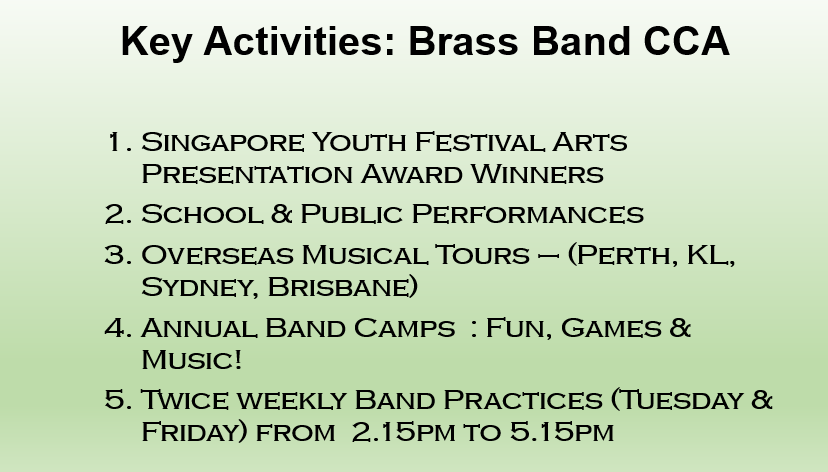 Key Activities: Brass Band CCA
1. Singapore Youth Festival Arts
Presentation Award Winners
2. School & Public Performances
3. Overseas Musical Tours – (Perth, KL,
Sydney, Brisbane)
4. Annual Band Camps : Fun, Games &
Music!
5. Twice weekly Band Practices (Tuesday &
Friday) from 2.15pm to 5.15pm